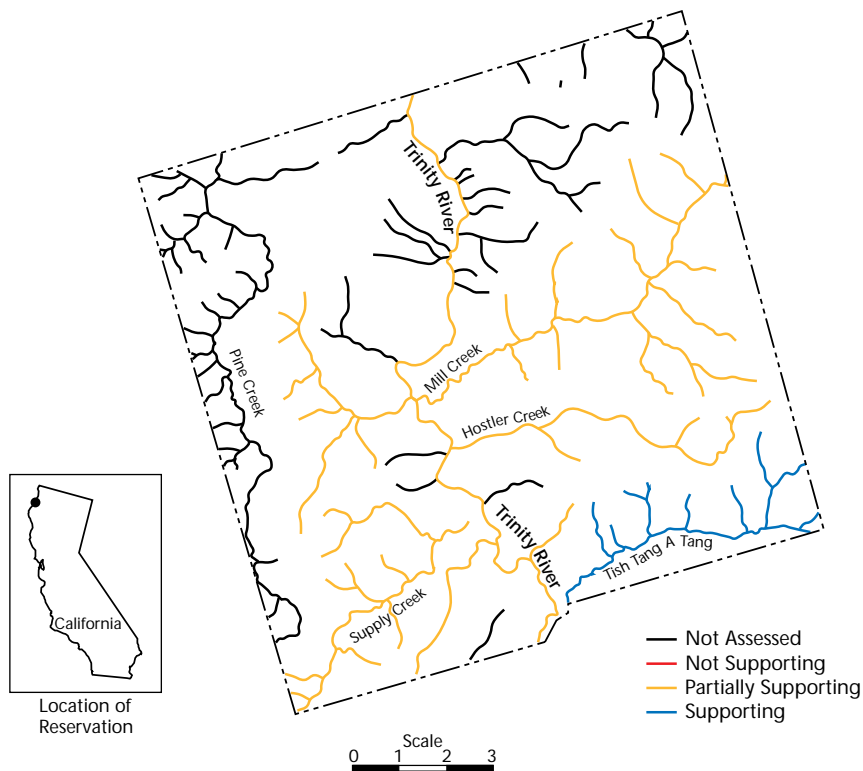 Trinity River
Pine Creek
Mill Creek
Hostler Creek
Trinity River
Tish Tang A Tang
Supply Creek
California
Location of
Reservation
Not Assessed
Not Supporting
Partially Supporting
Supporting
Scale
0 1 2 3